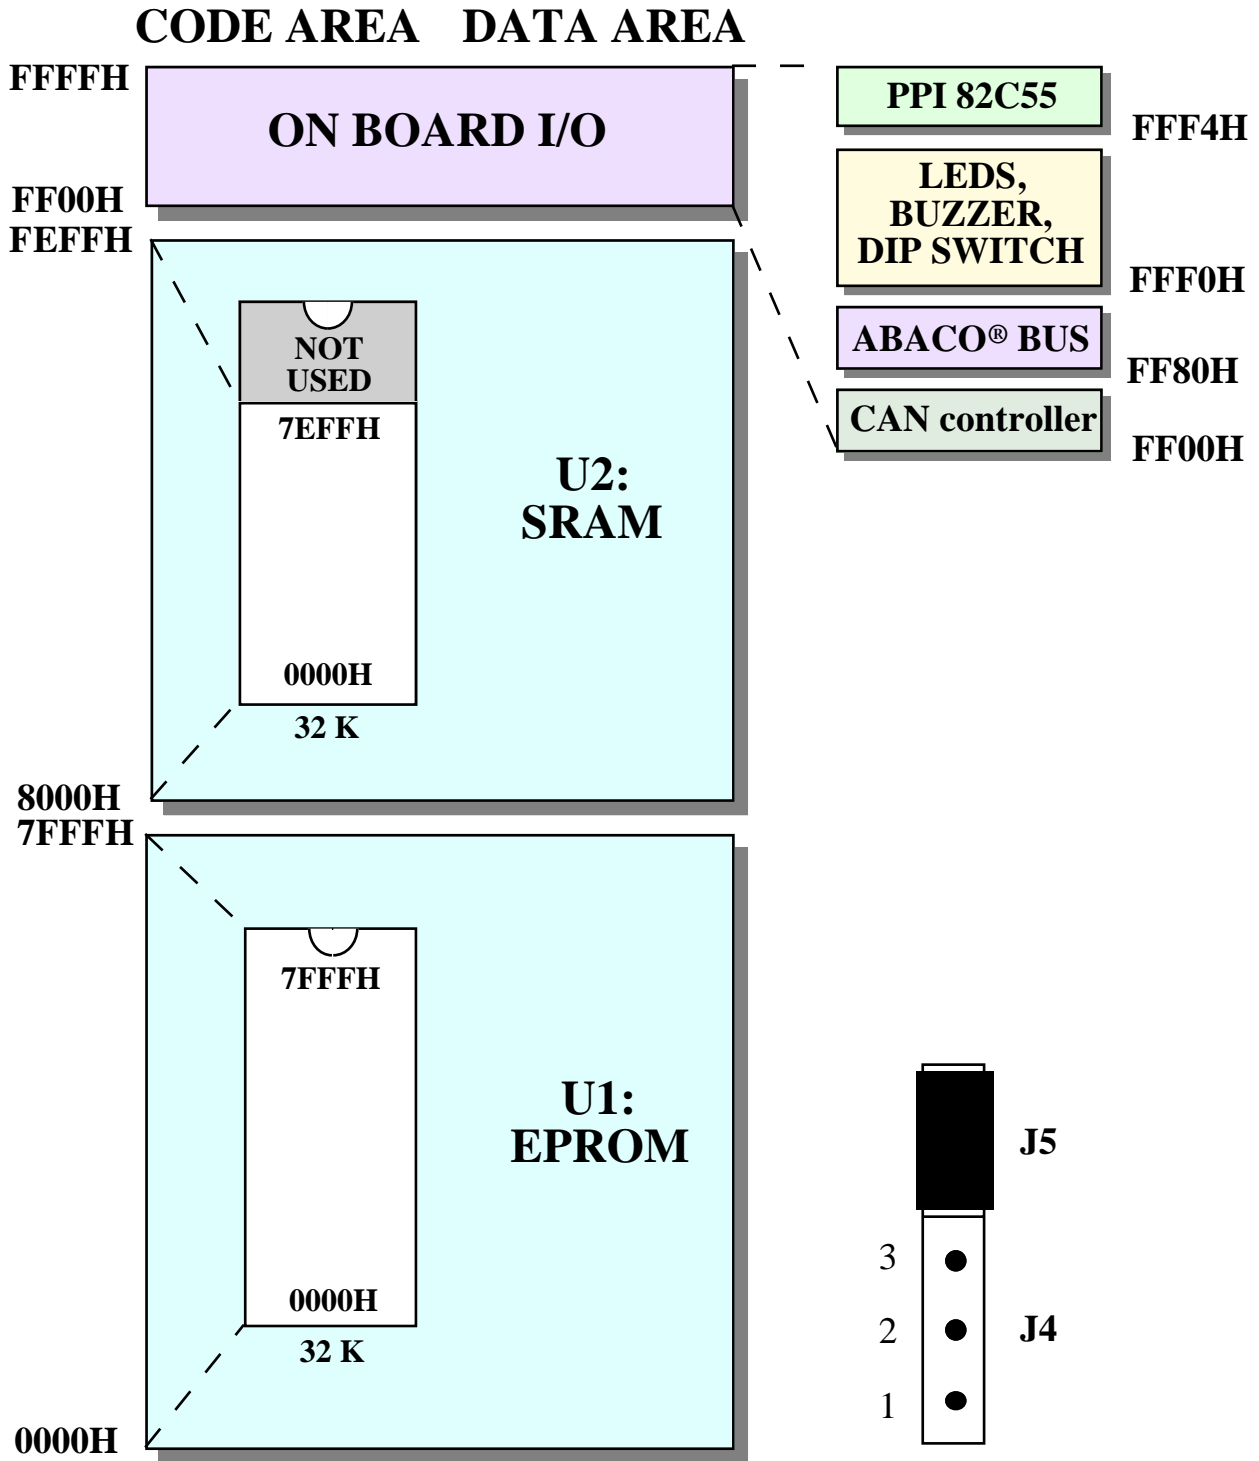 CODE AREA DATA AREA
FFFFH
ON BOARD I/O
FF00H
FEFFH
NOT
USED
7EFFH
U2:
SRAM
0000H
32 K
8000H
7FFFH
7FFFH
U1:
EPROM
0000H
32 K
0000H
PPI 82C55
FFF4H
LEDS,
BUZZER,
DIP SWITCH
FFF0H
ABACO® BUS
FF80H
CAN controller
FF00H
J5
3
2
J4
1